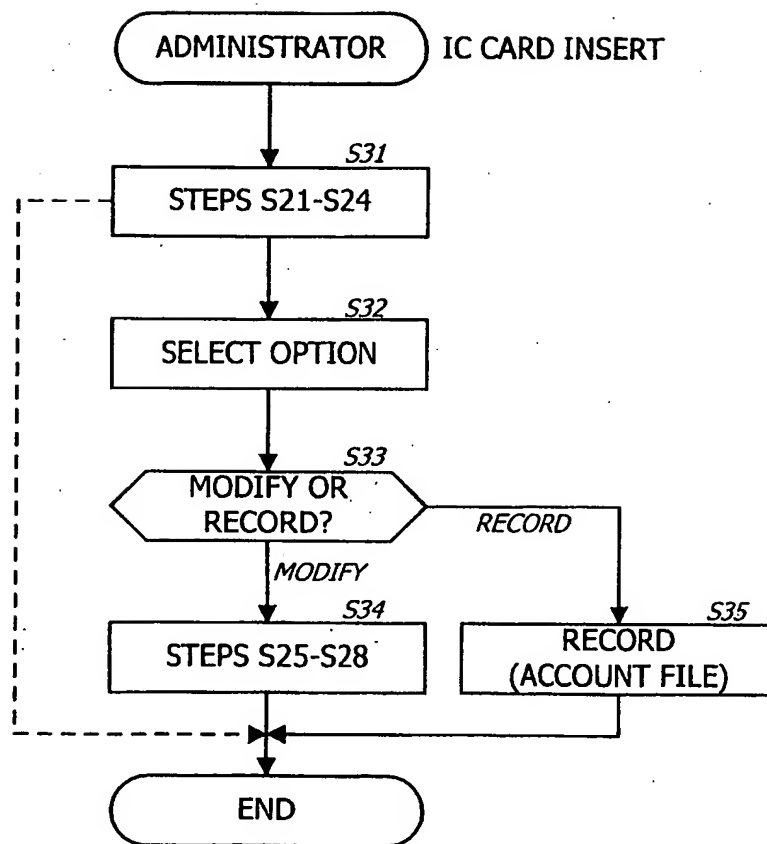 ADMINISTRATOR IC CARD INSERT
S31
STEPS S21-S24
S32
SELECT OPTION
S33
MODIFY OR
RECORD?
RECORD
MODIFY
S34
STEPS S25-S28
S35
RECORD
(ACCOUNT FILE)
END